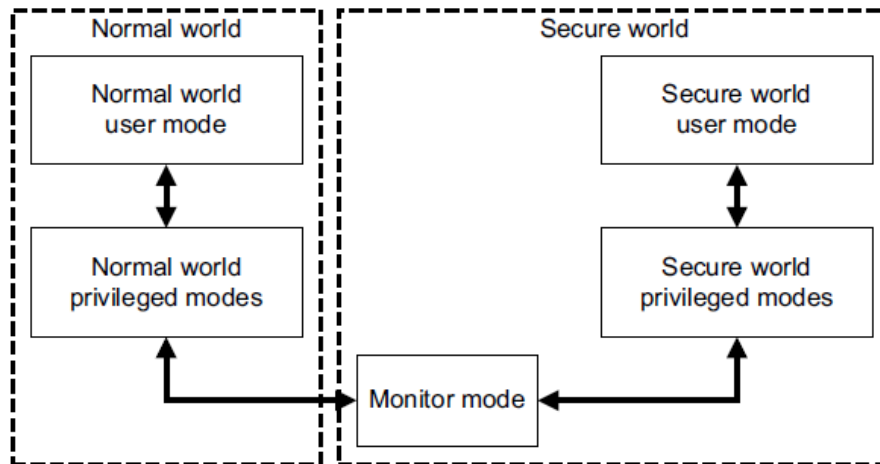 Normal world
Secure world
Normal world
user mode
Secure world
user mode
Normal world
privileged modes
Secure world
privileged modes
Monitor mode